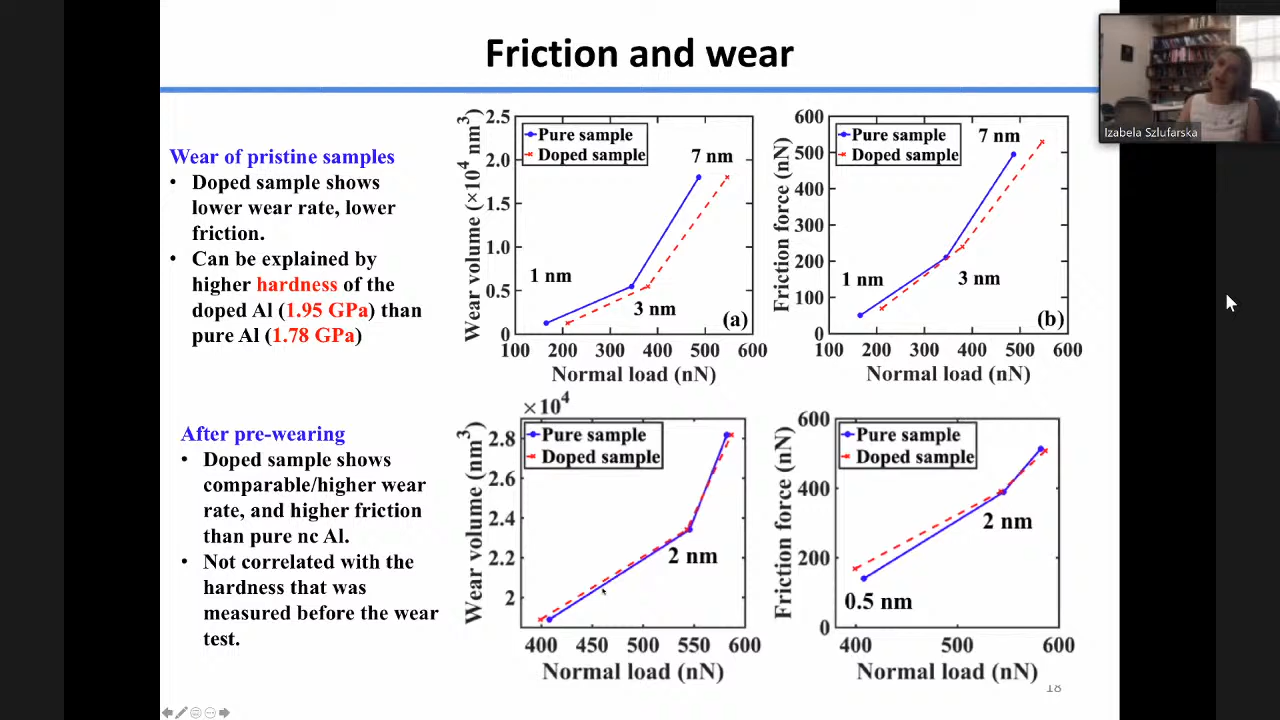 Friction and wear
Izabela Szlufarska
Wear of pristine samples
• Doped sample shows
lower wear rate, lower
friction.
• Can be explained by
higher hardness of the
doped Al (1.95 GPa) than
pure Al (1.78 GPa)
Wear volume (×10⁴ nm³)
2.5
2.0
1.5
1.0
0.5
0
Pure sample
Doped sample
7 nm
1 nm
3 nm
(a)
100 200 300 400 500 600
Normal load (nN)
Friction force (nN)
600
500
400
300
200
100
0
Pure sample
Doped sample
7 nm
1 nm
3 nm
(b)
100 200 300 400 500 600
Normal load (nN)
After pre-wearing
• Doped sample shows
comparable/higher wear
rate, and higher friction
than pure nc Al.
• Not correlated with the
hardness that was
measured before the wear
test.
×10⁴
Wear volume (nm³)
2.8
2.6
2.4
2.2
2
Pure sample
Doped sample
2 nm
400 450 500 550 600
Normal load (nN)
Friction force (nN)
600
400
200
0
Pure sample
Doped sample
2 nm
0.5 nm
400 500 600
Normal load (nN)
18